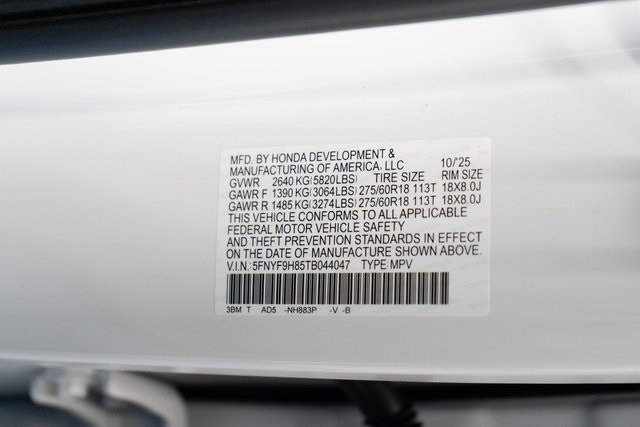 MFD. BY HONDA DEVELOPMENT &
MANUFACTURING OF AMERICA, LLC 10/'25
GVWR 2640 KG(5820LBS) TIRE SIZE RIM SIZE
GAWR F 1390 KG(3064LBS) 275/60R18 113T 18X8.0J
GAWR R 1485 KG(3274LBS) 275/60R18 113T 18X8.0J
THIS VEHICLE CONFORMS TO ALL APPLICABLE
FEDERAL MOTOR VEHICLE SAFETY
AND THEFT PREVENTION STANDARDS IN EFFECT
ON THE DATE OF MANUFACTURE SHOWN ABOVE.
V.I.N.:5FNYF9H85TB044047 TYPE:MPV
3BM T AD5 -NH883P -V -B